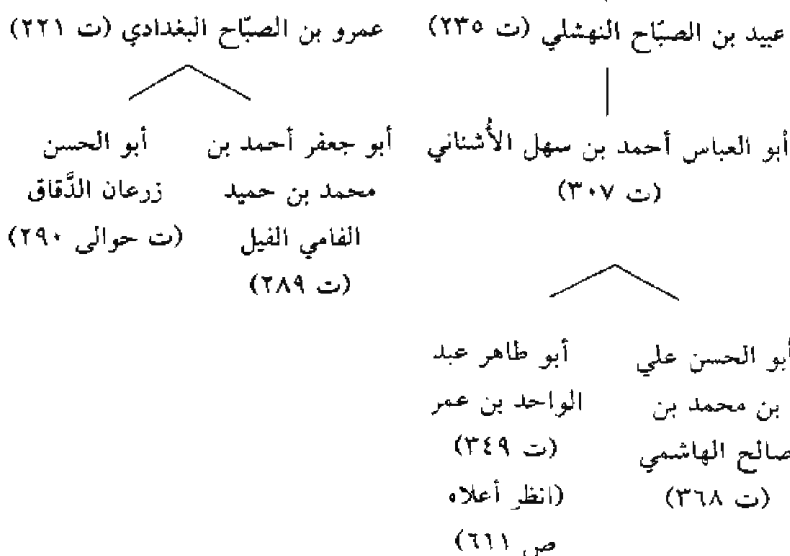 عبيد بن الصبّاح النهشلي (ت ٢٣٥)
عمرو بن الصبّاح البغدادي (ت ٢٢١)
أبو العباس أحمد بن سهل الأُشناني
(ت ٣٠٧)
أبو جعفر أحمد بن
محمد بن حميد
الفامي الفيل
(ت ٢٨٩)
أبو الحسن
زرعان الدَّقاق
(ت حوالى ٢٩٠)
أبو الحسن علي
بن محمد بن
صالح الهاشمي
(ت ٣٦٨)
أبو طاهر عبد
الواحد بن عمر
(ت ٣٤٩)
(انظر أعلاه
ص ٦١١)